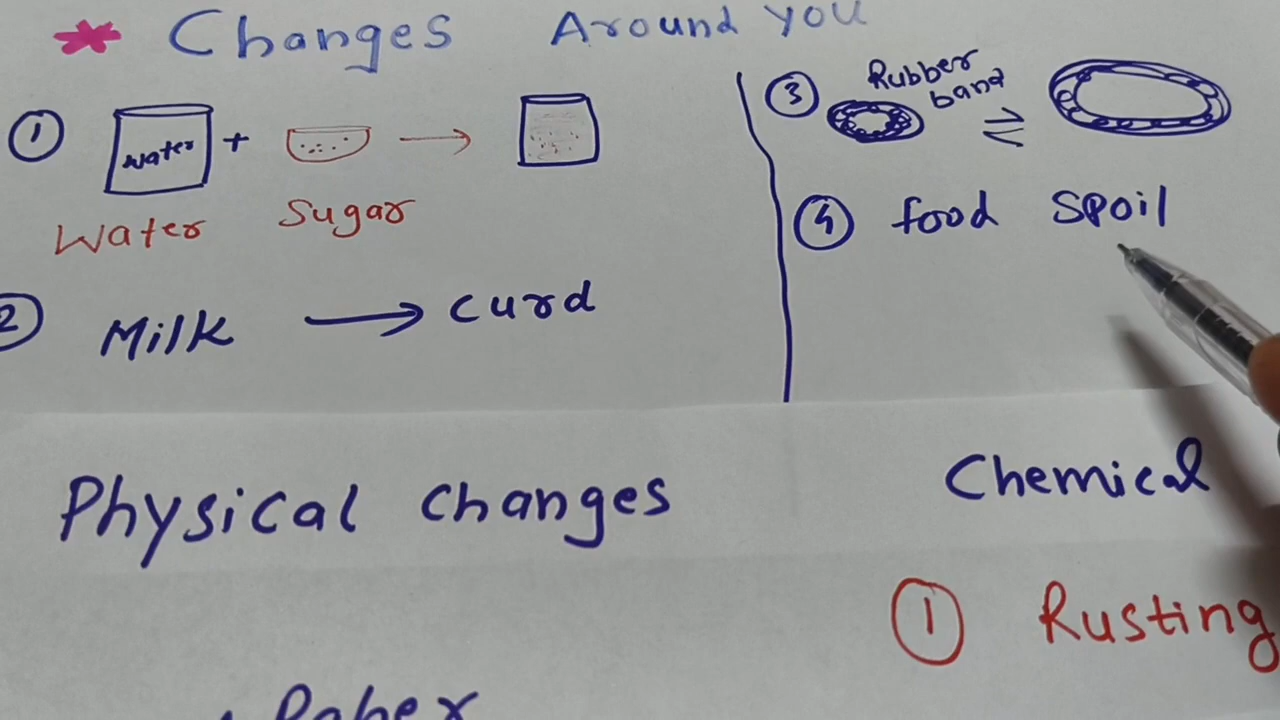 * Changes Around you
① water + →
Water Sugar
② Milk → curd
③ Rubber band ⇌
④ food spoil
Physical changes
Chemical
① Rusting
Paper